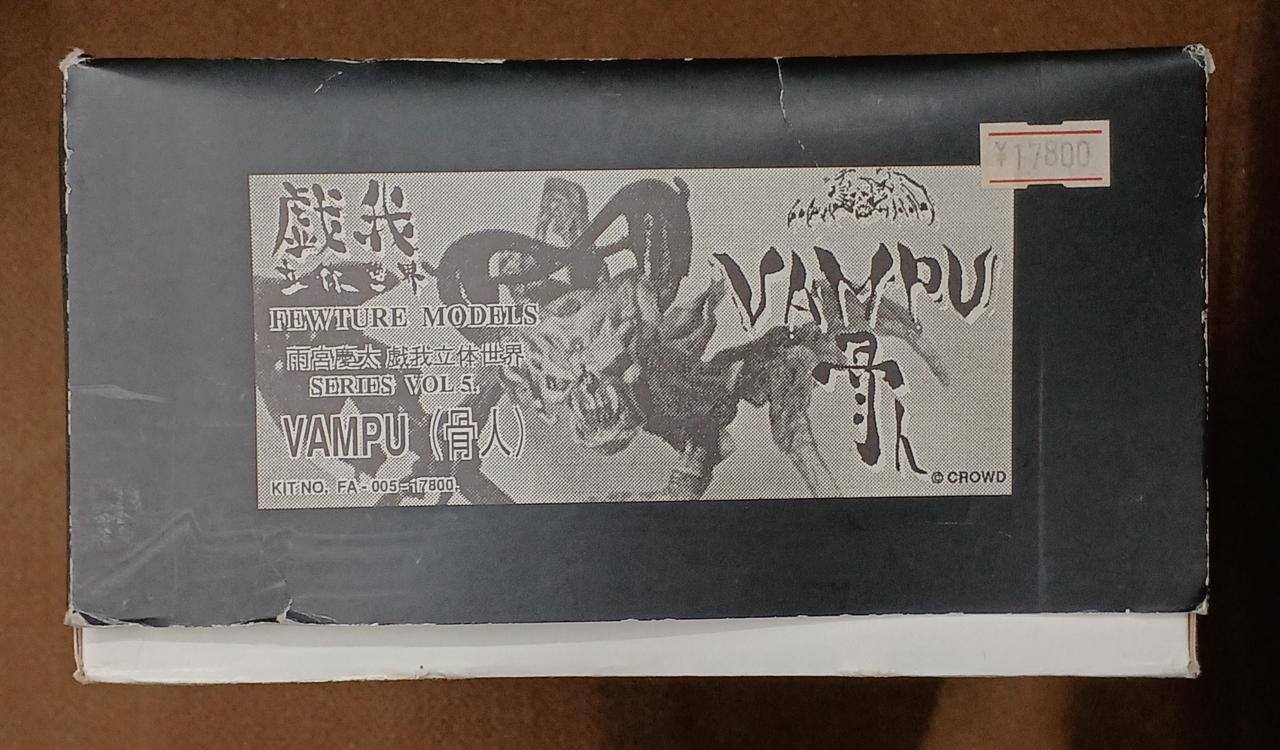 ¥17800
戯我
立体世界
FEWTURE MODELS
雨宮慶太 戯我立体世界
SERIES VOL 5.
VAMPU（骨人）
KIT NO. FA-005=17800.
VAMPU
骨人
© CROWD